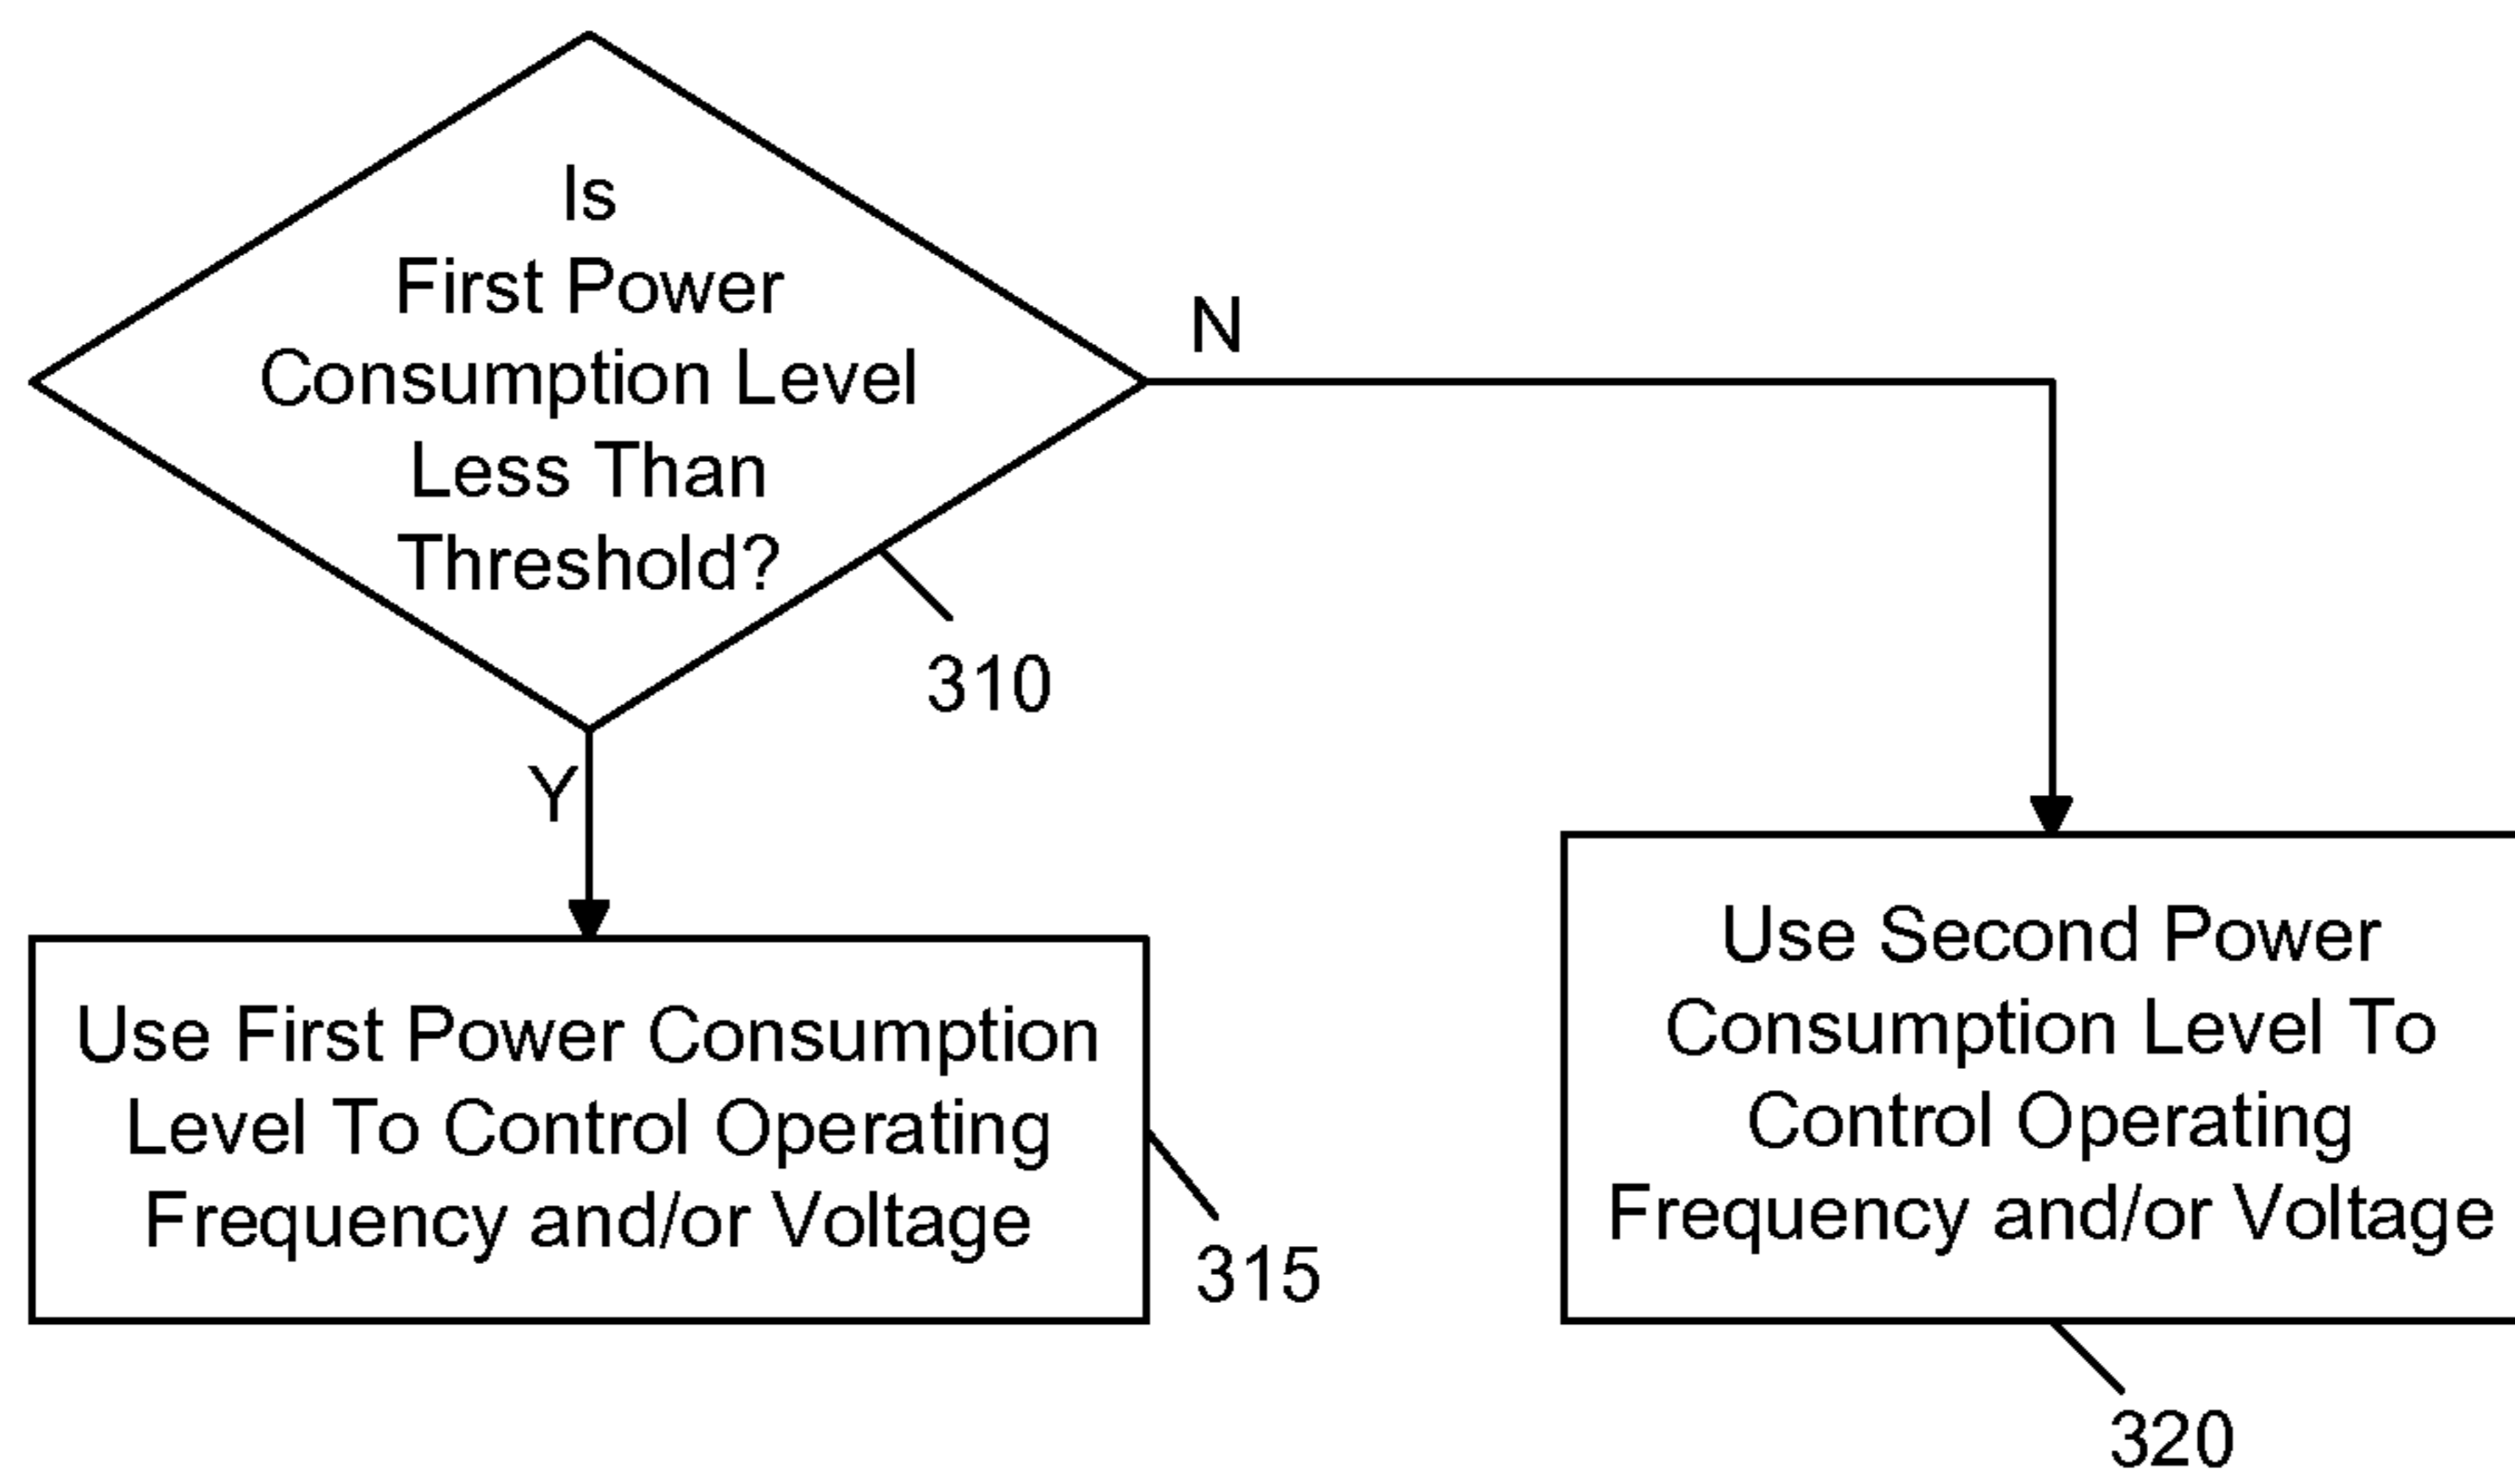 Is
First Power
Consumption Level
Less Than
Threshold?
N
310
Y
Use First Power Consumption
Level To Control Operating
Frequency and/or Voltage
315
Use Second Power
Consumption Level To
Control Operating
Frequency and/or Voltage
320